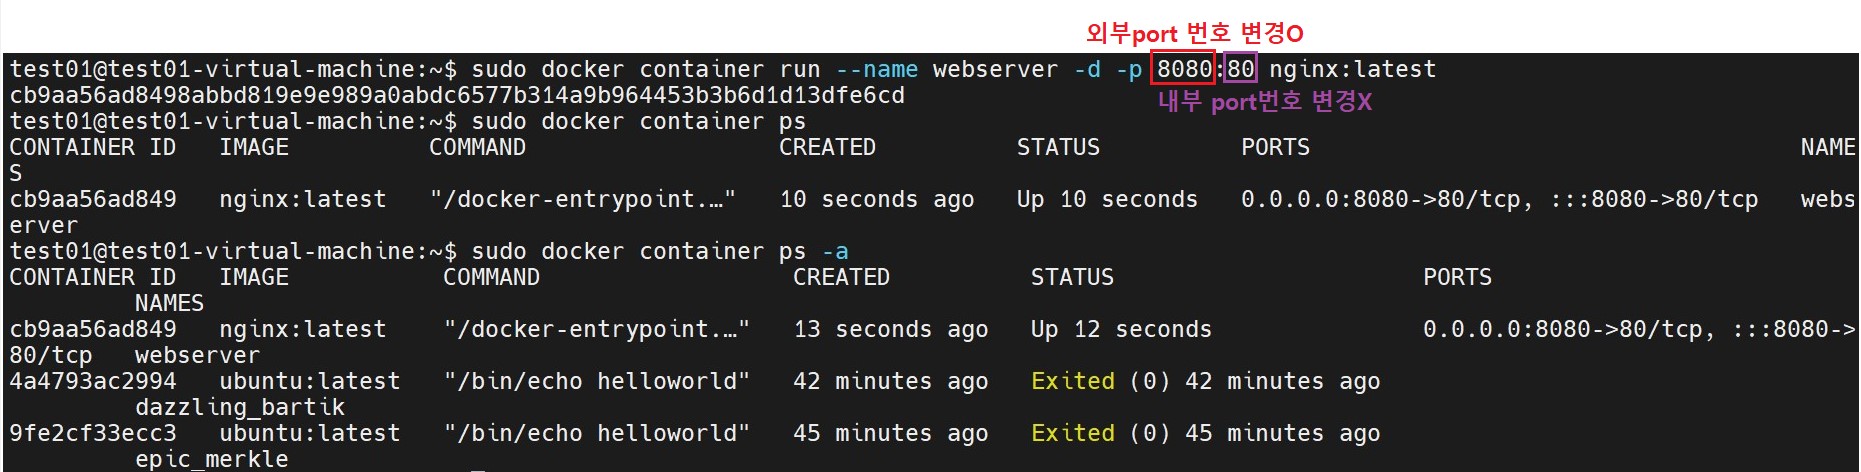 외부port 번호 변경O
test01@test01-virtual-machine:~$ sudo docker container run --name webserver -d -p 8080:80 nginx:latest
cb9aa56ad8498abbd819e9e989a0abdc6577b314a9b964453b3b6d1d13dfe6cd
내부 port번호 변경X
test01@test01-virtual-machine:~$ sudo docker container ps
CONTAINER ID   IMAGE          COMMAND                  CREATED          STATUS          PORTS                                   NAME
S
cb9aa56ad849   nginx:latest   "/docker-entrypoint.…"   10 seconds ago   Up 10 seconds   0.0.0.0:8080->80/tcp, :::8080->80/tcp   webs
erver
test01@test01-virtual-machine:~$ sudo docker container ps -a
CONTAINER ID   IMAGE           COMMAND                  CREATED          STATUS                      PORTS
         NAMES
cb9aa56ad849   nginx:latest    "/docker-entrypoint.…"   13 seconds ago   Up 12 seconds               0.0.0.0:8080->80/tcp, :::8080->
80/tcp   webserver
4a4793ac2994   ubuntu:latest   "/bin/echo helloworld"   42 minutes ago   Exited (0) 42 minutes ago
         dazzling_bartik
9fe2cf33ecc3   ubuntu:latest   "/bin/echo helloworld"   45 minutes ago   Exited (0) 45 minutes ago
         epic_merkle